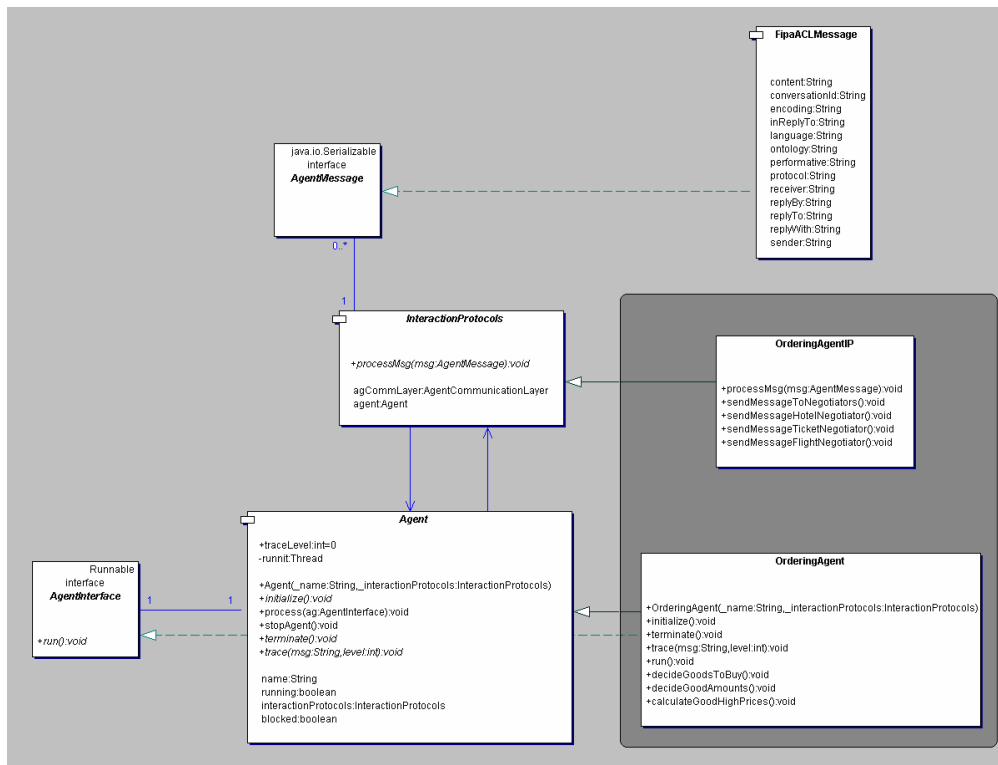 FipaACLMessage
content:String
conversationId:String
encoding:String
inReplyTo:String
language:String
ontology:String
performative:String
protocol:String
receiver:String
replyBy:String
replyTo:String
replyWith:String
sender:String
java.io.Serializable
interface
AgentMessage
0..*
1
InteractionProtocols
+processMsg(msg:AgentMessage):void
agCommLayer:AgentCommunicationLayer
agent:Agent
OrderingAgentIP
+processMsg(msg:AgentMessage):void
+sendMessageToNegotiators():void
+sendMessageHotelNegotiator():void
+sendMessageTicketNegotiator():void
+sendMessageFlightNegotiator():void
Runnable
interface
AgentInterface
+run():void
1
1
Agent
+traceLevel:int=0
-runnit:Thread
+Agent(_name:String,_interactionProtocols:InteractionProtocols)
+initialize():void
+process(ag:AgentInterface):void
+stopAgent():void
+terminate():void
+trace(msg:String,level:int):void
name:String
running:boolean
interactionProtocols:InteractionProtocols
blocked:boolean
OrderingAgent
+OrderingAgent(_name:String,_interactionProtocols:InteractionProtocols)
+initialize():void
+terminate():void
+trace(msg:String,level:int):void
+run():void
+decideGoodsToBuy():void
+decideGoodAmounts():void
+calculateGoodHighPrices():void